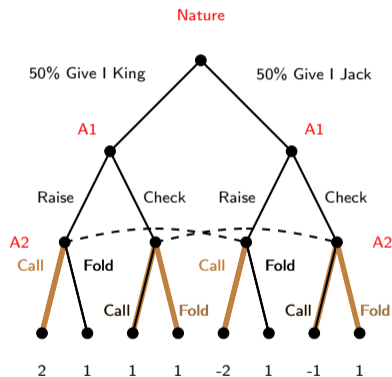 Nature
50% Give I King 50% Give I Jack
A1 A1
Raise Check Raise Check
A2 A2
Call Fold Call Fold
Call Fold Call Fold
2 1 1 1 -2 1 -1 1